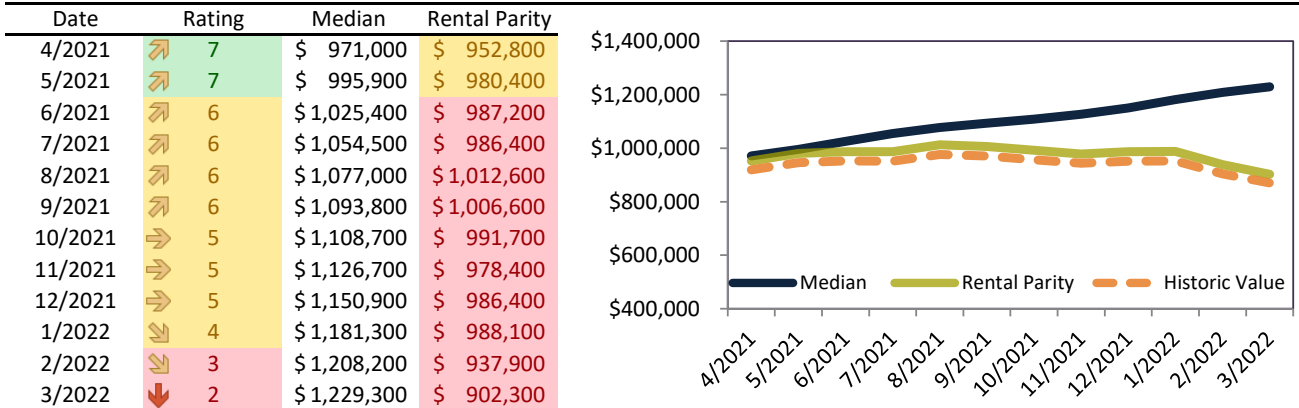 Date Rating Median Rental Parity
4/2021 7 $ 971,000 $ 952,800
5/2021 7 $ 995,900 $ 980,400
6/2021 6 $ 1,025,400 $ 987,200
7/2021 6 $ 1,054,500 $ 986,400
8/2021 6 $ 1,077,000 $ 1,012,600
9/2021 6 $ 1,093,800 $ 1,006,600
10/2021 5 $ 1,108,700 $ 991,700
11/2021 5 $ 1,126,700 $ 978,400
12/2021 5 $ 1,150,900 $ 986,400
1/2022 4 $ 1,181,300 $ 988,100
2/2022 3 $ 1,208,200 $ 937,900
3/2022 2 $ 1,229,300 $ 902,300
$1,400,000
$1,200,000
$1,000,000
$800,000
$600,000
$400,000
Median Rental Parity Historic Value
4/2021 5/2021 6/2021 7/2021 8/2021 9/2021 10/2021 11/2021 12/2021 1/2022 2/2022 3/2022